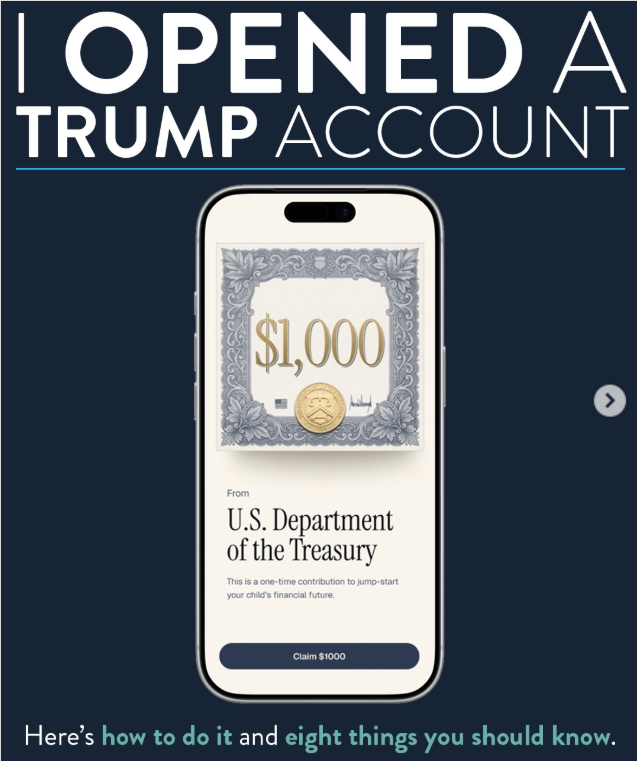 I OPENED A
TRUMP ACCOUNT
$1,000
From
U.S. Department
of the Treasury
This is a one-time contribution to jump-start
your child's financial future.
Claim $1000
Here's how to do it and eight things you should know.